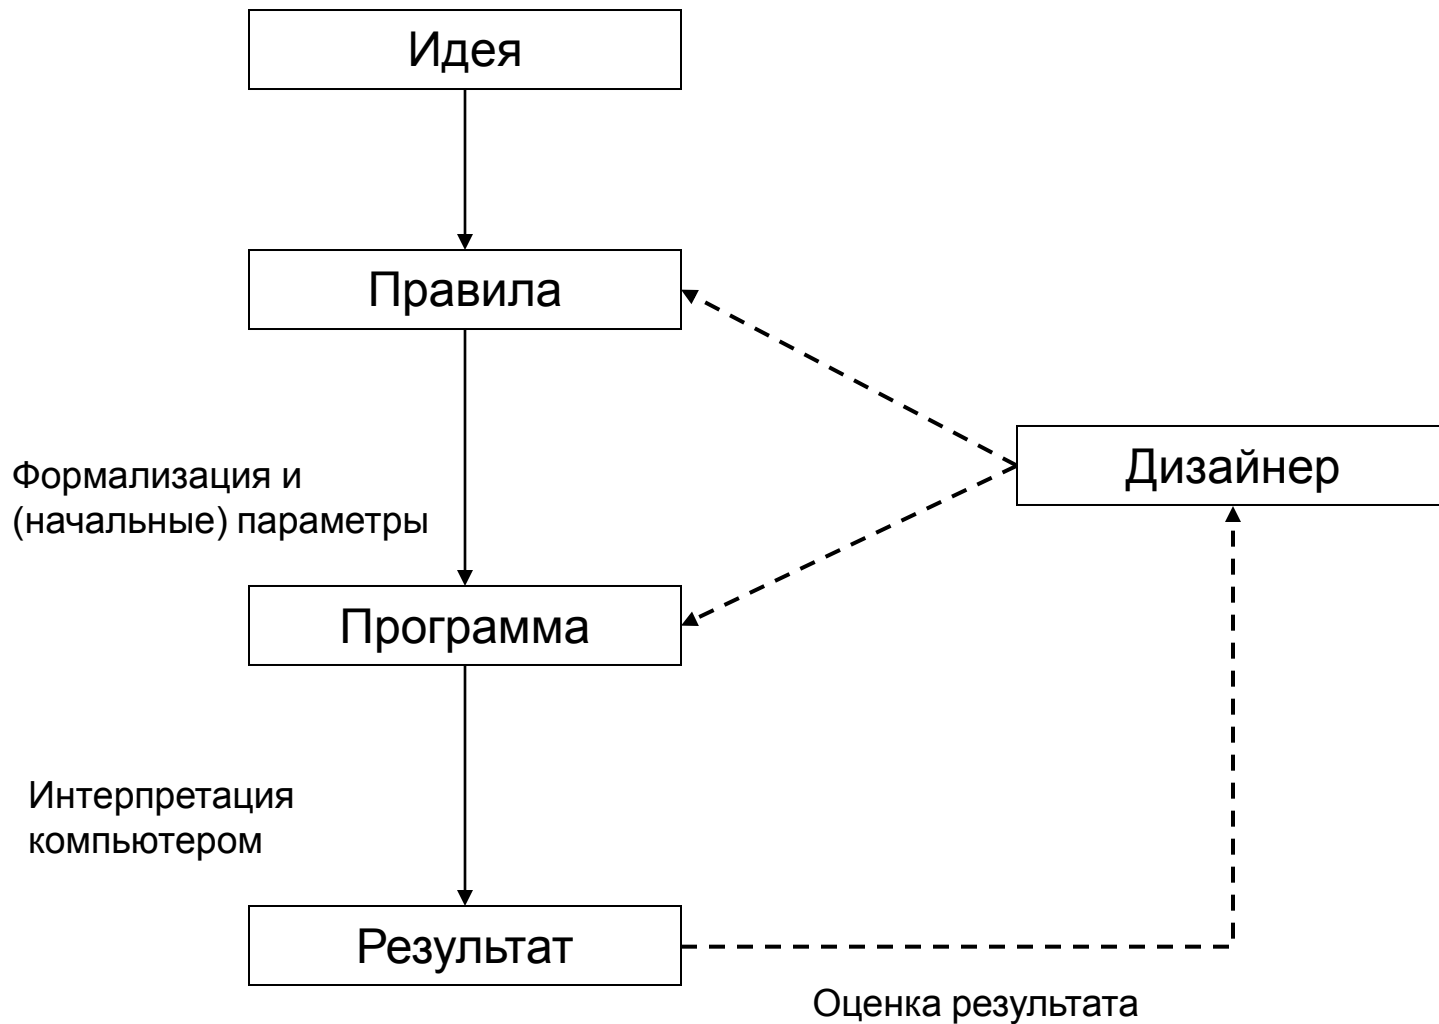 Идея
Правила
Формализация и
(начальные) параметры
Дизайнер
Программа
Интерпретация
компьютером
Результат
Оценка результата